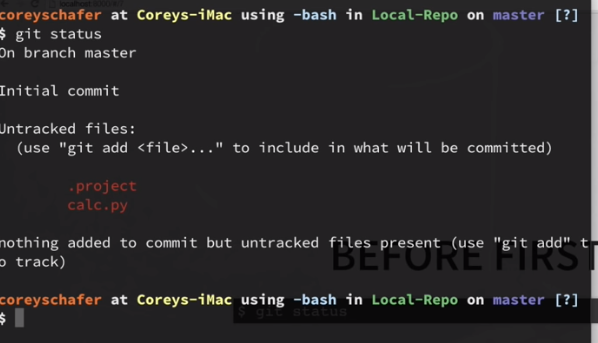 coreyschafer at Coreys-iMac using -bash in Local-Repo on master [?]
$ git status
On branch master
Initial commit
Untracked files:
(use "git add <file>..." to include in what will be committed)
.project
calc.py
nothing added to commit but untracked files present (use "git add" t
o track)
BEFORE FIRST
coreyschafer at Coreys-iMac using -bash in Local-Repo on master [?]
$
$ git status